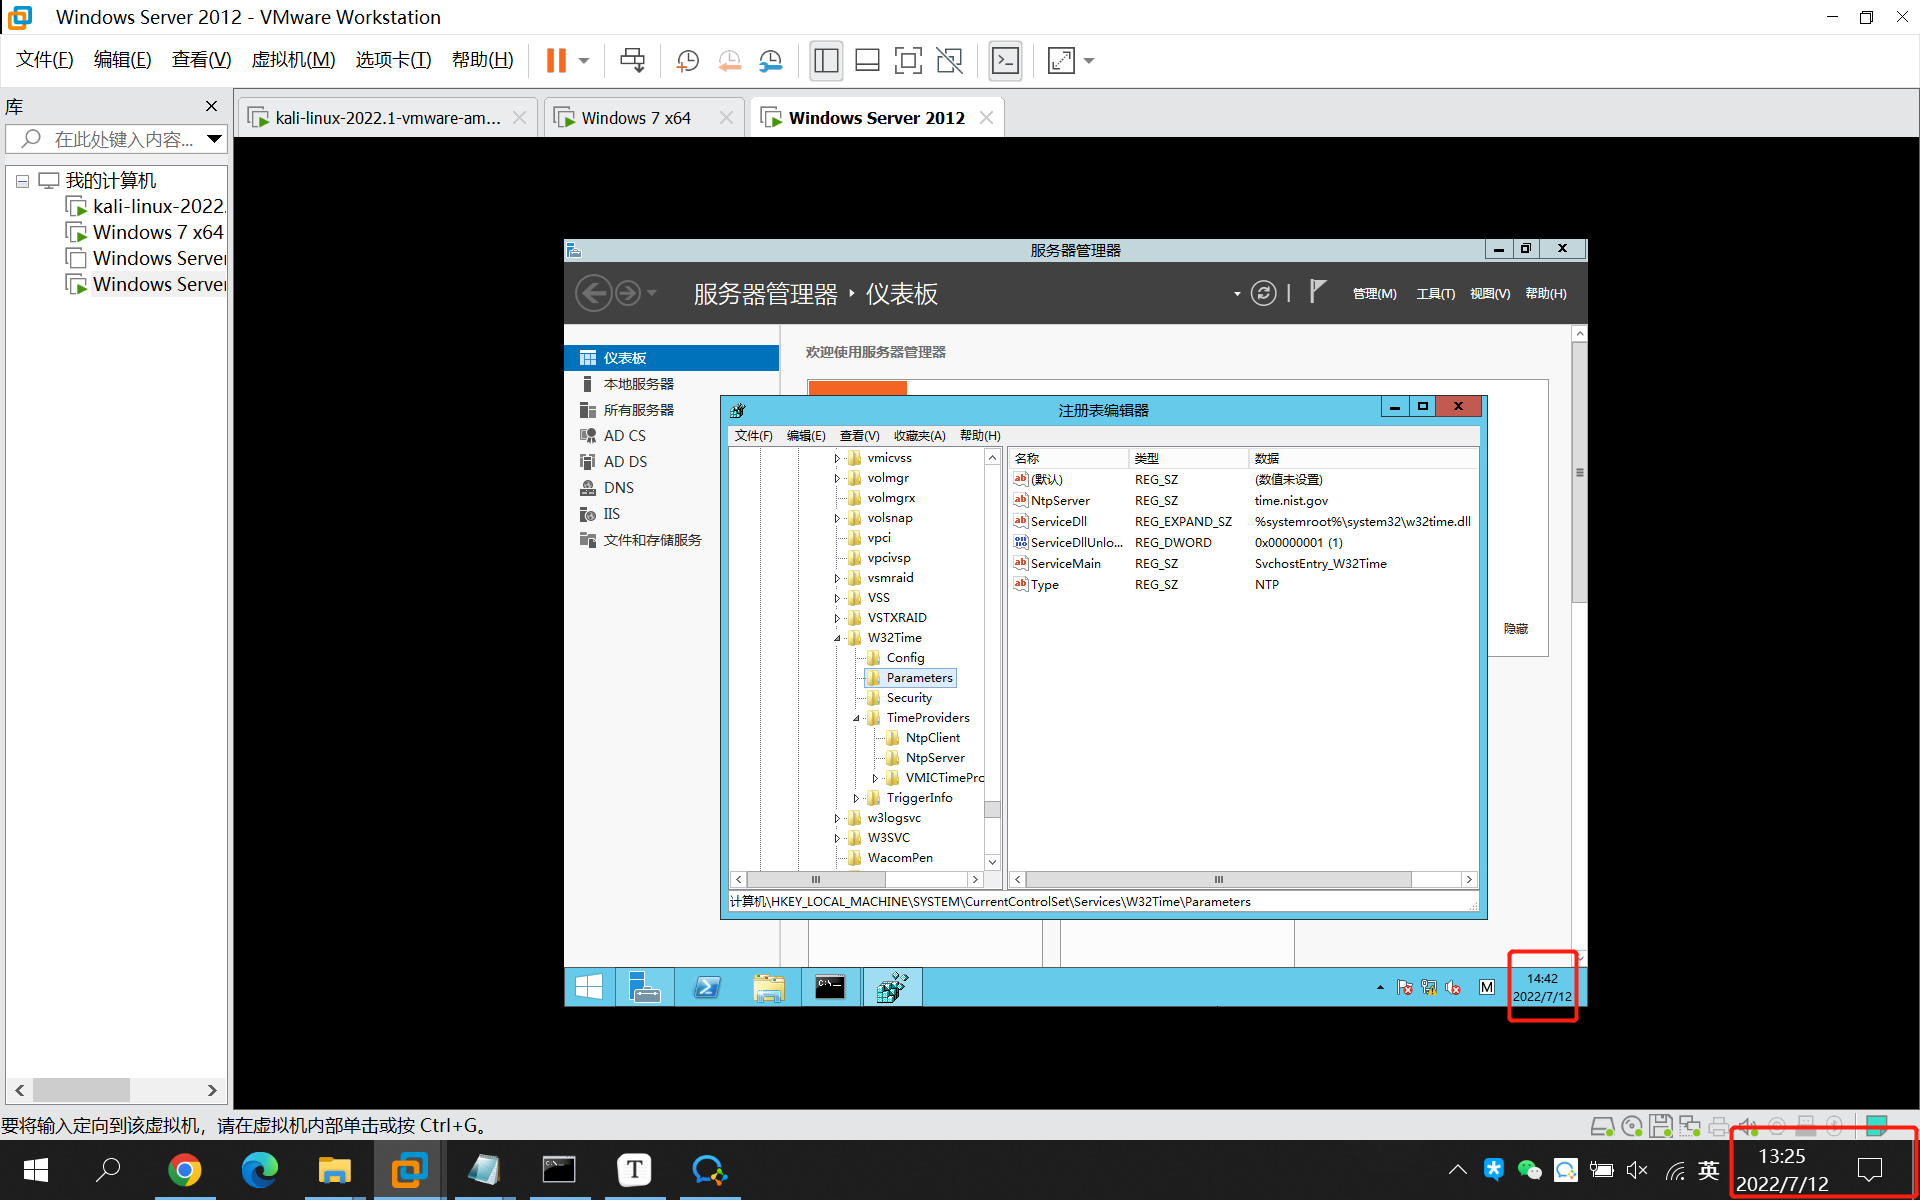 Windows Server 2012 - VMware Workstation
文件(F) 编辑(E) 查看(V) 虚拟机(M) 选项卡(T) 帮助(H)
库
在此处键入内容...
我的计算机
kali-linux-2022.
Windows 7 x64
Windows Server
Windows Server
kali-linux-2022.1-vmware-am...
Windows 7 x64
Windows Server 2012
服务器管理器
服务器管理器 · 仪表板
管理(M) 工具(T) 视图(V) 帮助(H)
仪表板
本地服务器
所有服务器
AD CS
AD DS
DNS
IIS
文件和存储服务
欢迎使用服务器管理器
隐藏
注册表编辑器
文件(F) 编辑(E) 查看(V) 收藏夹(A) 帮助(H)
vmicvss
volmgr
volmgrx
volsnap
vpci
vpcivsp
vsmraid
VSS
VSTXRAID
W32Time
Config
Parameters
Security
TimeProviders
NtpClient
NtpServer
VMICTimePro
TriggerInfo
w3logsvc
W3SVC
WacomPen
名称 类型 数据
(默认) REG_SZ (数值未设置)
NtpServer REG_SZ time.nist.gov
ServiceDll REG_EXPAND_SZ %systemroot%\system32\w32time.dll
ServiceDllUnlo... REG_DWORD 0x00000001 (1)
ServiceMain REG_SZ SvchostEntry_W32Time
Type REG_SZ NTP
计算机\HKEY_LOCAL_MACHINE\SYSTEM\CurrentControlSet\Services\W32Time\Parameters
M
14:42
2022/7/12
要将输入定向到该虚拟机，请在虚拟机内部单击或按 Ctrl+G。
英
13:25
2022/7/12